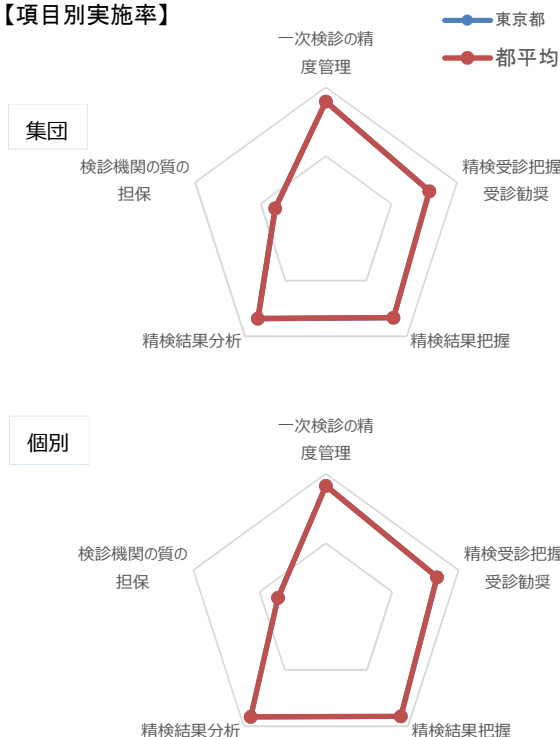 【項目別実施率】
東京都
都平均
集団
一次検診の精
度管理
精検受診把握
受診勧奨
精検結果把握
精検結果分析
検診機関の質の
担保
個別
一次検診の精
度管理
精検受診把握
受診勧奨
精検結果把握
精検結果分析
検診機関の質の
担保